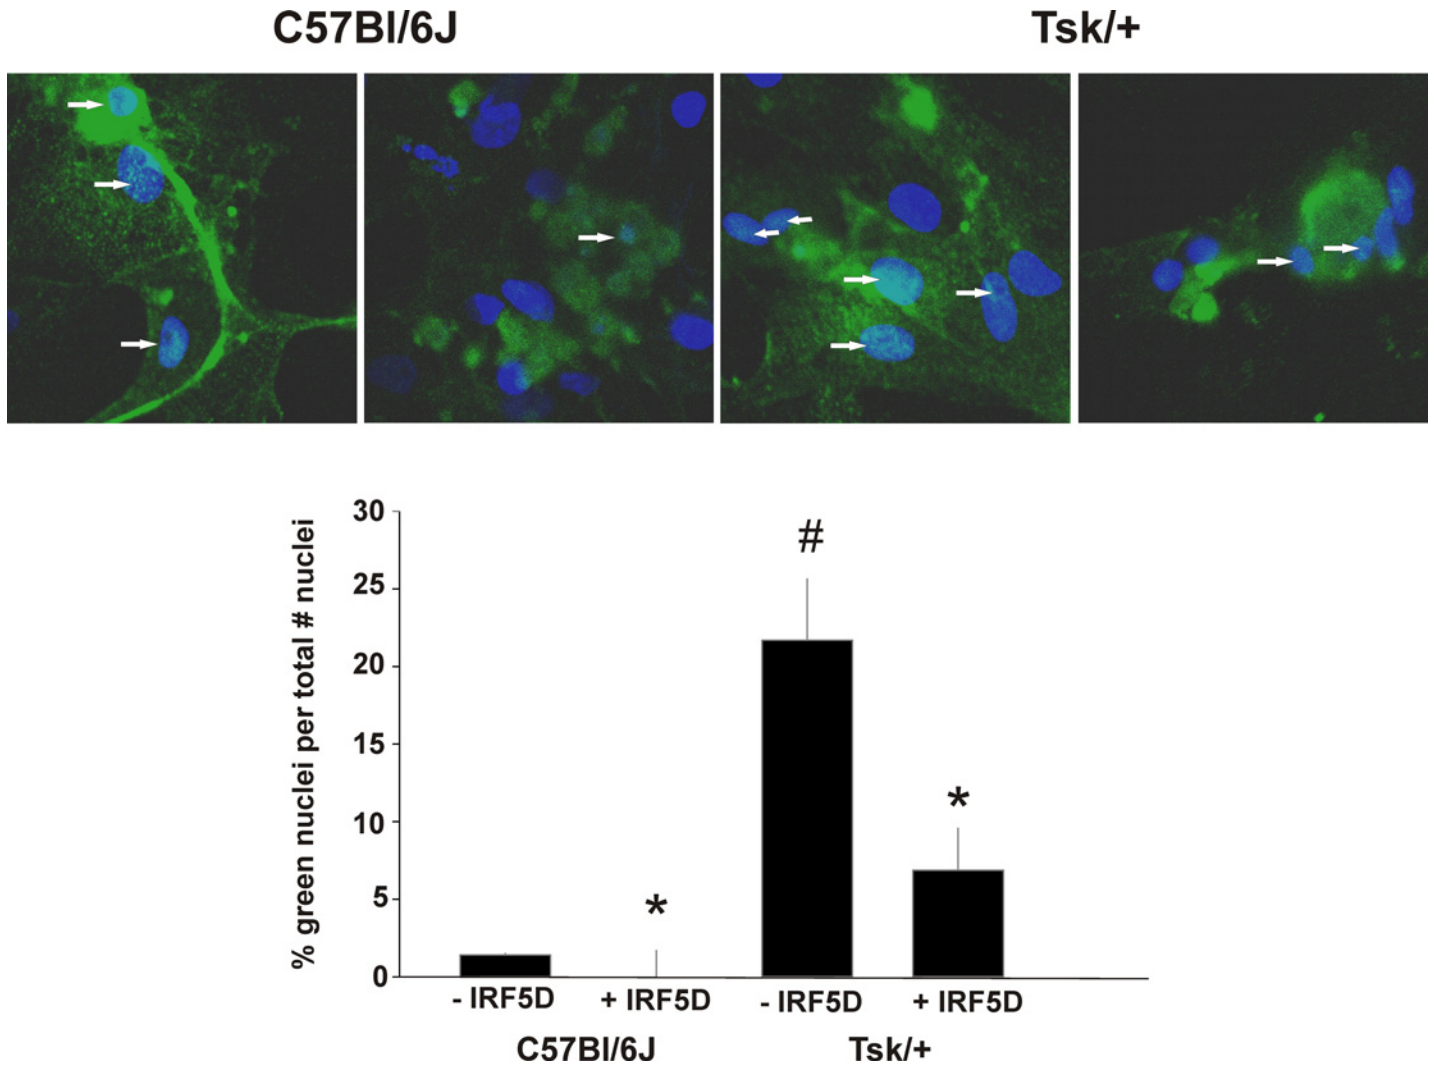 C57Bl/6J
Tsk/+
% green nuclei per total # nuclei
30
25
20
15
10
5
0
#
*
*
- IRF5D
+ IRF5D
- IRF5D
+ IRF5D
C57Bl/6J
Tsk/+